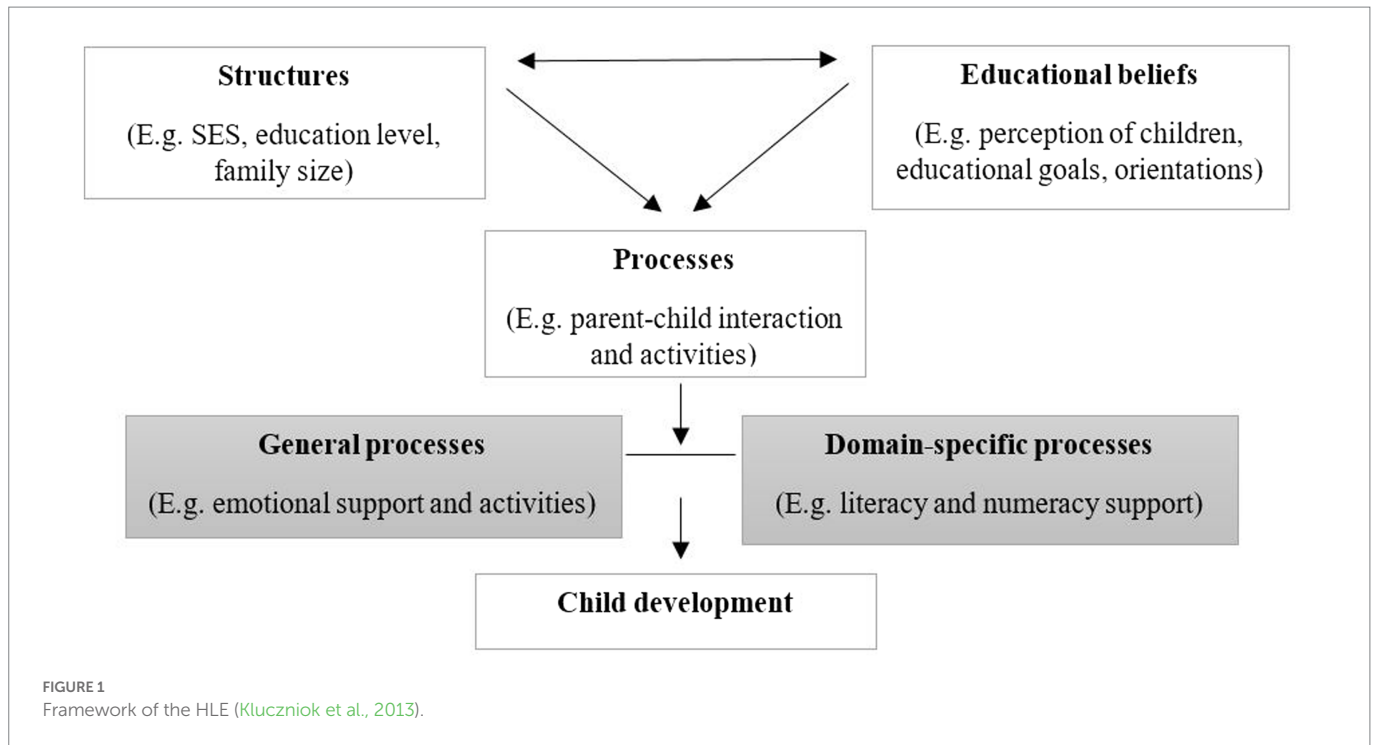 Structures
(E.g. SES, education level,
family size)
Educational beliefs
(E.g. perception of children,
educational goals, orientations)
Processes
(E.g. parent-child interaction
and activities)
General processes
(E.g. emotional support and activities)
Domain-specific processes
(E.g. literacy and numeracy support)
Child development
FIGURE 1
Framework of the HLE (Kluczniok et al., 2013).